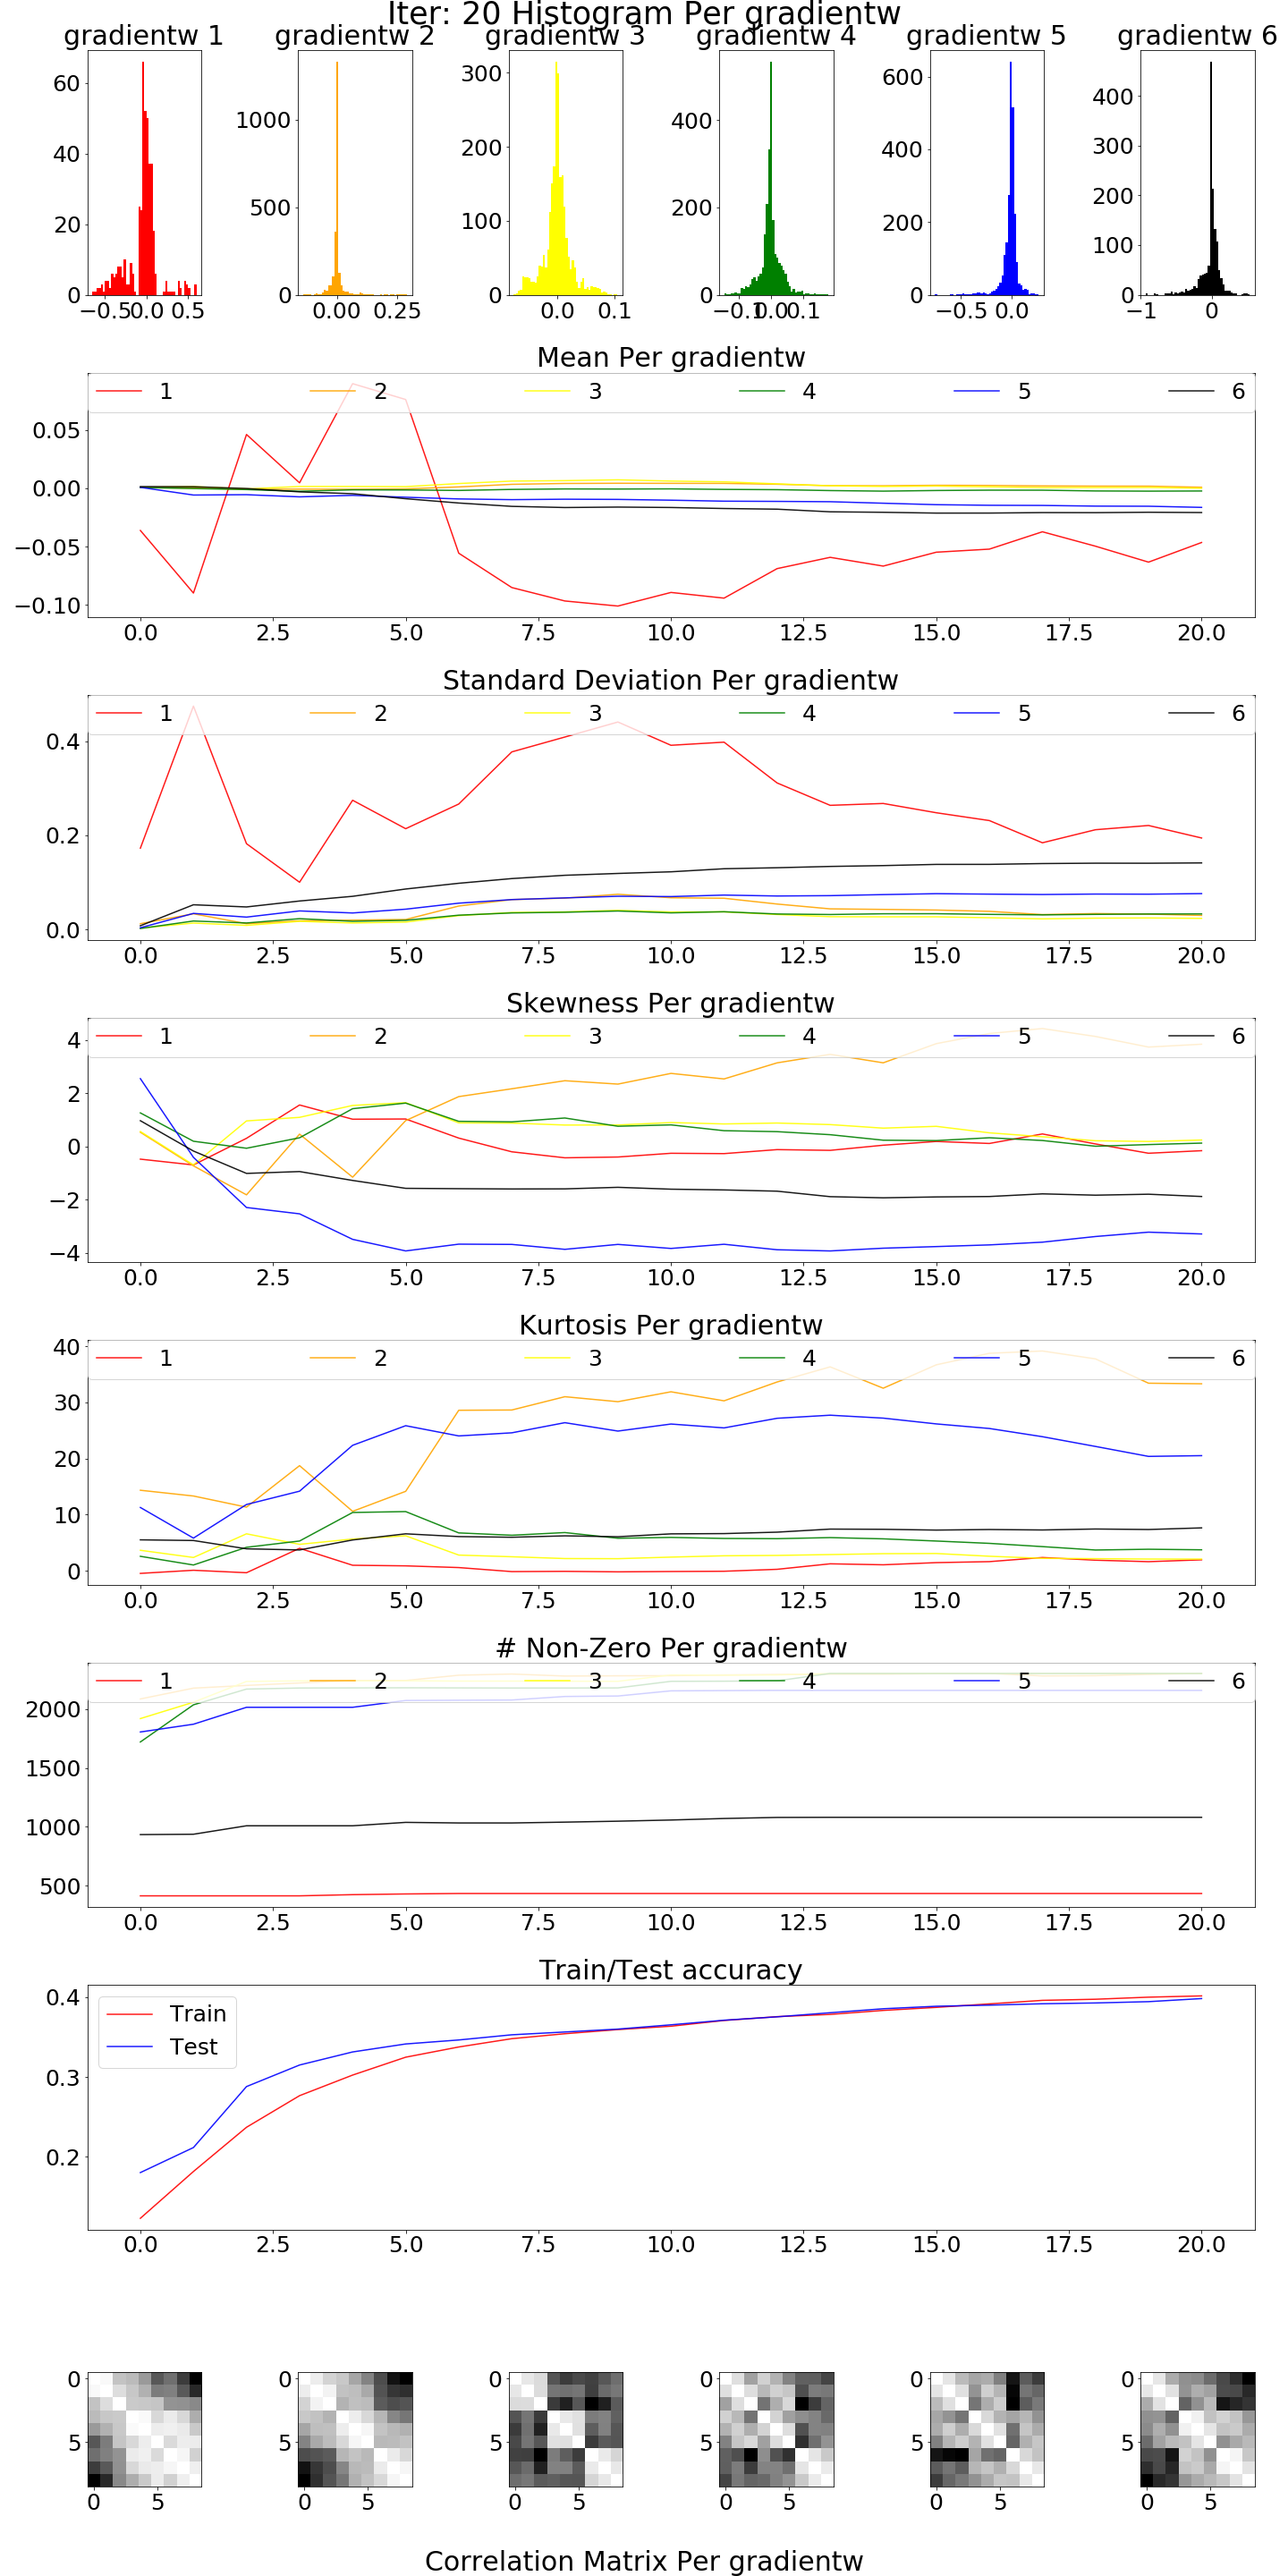 Iter: 20 Histogram Per gradientw
gradientw 1 gradientw 2 gradientw 3 gradientw 4 gradientw 5 gradientw 6
60 40 20 0
−0.5 0.0 0.5
1000 500 0
0.00 0.25
300 200 100 0
0.0 0.1
400 200 0
−0.1 0.0 0.1
600 400 200 0
−0.5 0.0
400 300 200 100 0
−1 0
Mean Per gradientw
1 2 3 4 5 6
0.05
0.00
−0.05
−0.10
0.0 2.5 5.0 7.5 10.0 12.5 15.0 17.5 20.0
Standard Deviation Per gradientw
1 2 3 4 5 6
0.4
0.2
0.0
0.0 2.5 5.0 7.5 10.0 12.5 15.0 17.5 20.0
Skewness Per gradientw
1 2 3 4 5 6
4
2
0
−2
−4
0.0 2.5 5.0 7.5 10.0 12.5 15.0 17.5 20.0
Kurtosis Per gradientw
1 2 3 4 5 6
40
30
20
10
0
0.0 2.5 5.0 7.5 10.0 12.5 15.0 17.5 20.0
# Non-Zero Per gradientw
1 2 3 4 5 6
2000
1500
1000
500
0.0 2.5 5.0 7.5 10.0 12.5 15.0 17.5 20.0
Train/Test accuracy
Train
Test
0.4
0.3
0.2
0.0 2.5 5.0 7.5 10.0 12.5 15.0 17.5 20.0
0 0 0 0 0 0
5 5 5 5 5 5
0 5 0 5 0 5 0 5 0 5 0 5
Correlation Matrix Per gradientw